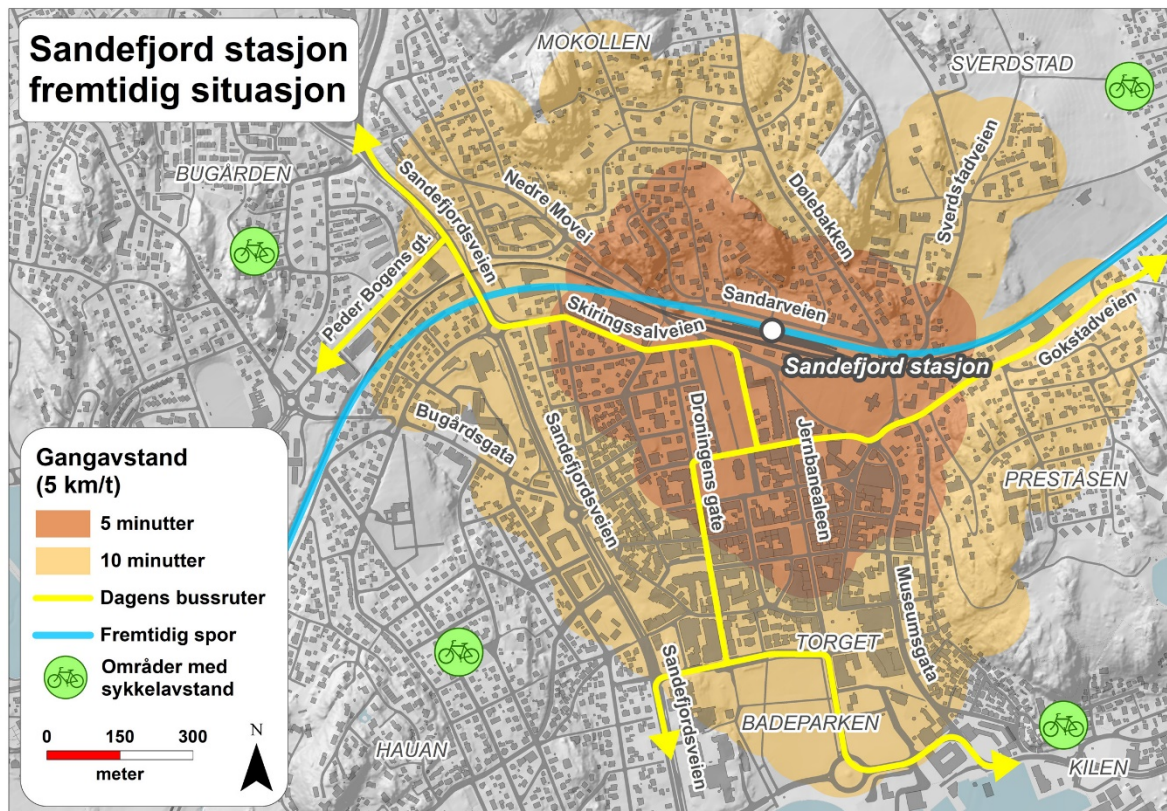 Sandefjord stasjon
fremtidig situasjon
MOKOLLEN
SVERDSTAD
BUGÅRDEN
Sandefjordsveien
Nedre Movei
Dølebakken
Sverdstadveien
Peder Bogens gt.
Skiringssalveien
Sandarveien
Sandefjord stasjon
Gokstadveien
Bugårdsgata
Sandefjordsveien
Droningens gate
Jernbanealeen
PRESTÅSEN
Museumsgata
TORGET
Sandefjordsveien
BADEPARKEN
HAUAN
KILEN
Gangavstand
(5 km/t)
5 minutter
10 minutter
Dagens bussruter
Fremtidig spor
Områder med
sykkelavstand
0 150 300
meter
N